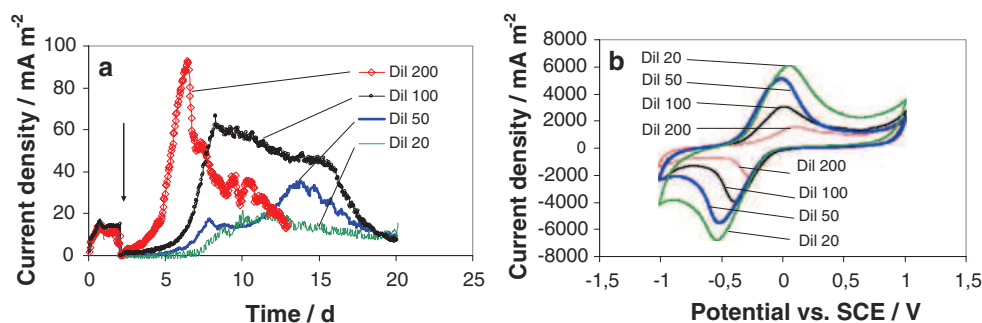 a
Current density / mA m⁻²
100
80
60
40
20
0
0
5
10
15
20
Time / d
Dil 200
Dil 100
Dil 50
Dil 20
b
Current density / mA m⁻²
8000
6000
4000
2000
0
-2000
-4000
-6000
-8000
-1,5
-1
-0,5
0
0,5
1
1,5
Potential vs. SCE / V
Dil 20
Dil 50
Dil 100
Dil 200
Dil 200
Dil 100
Dil 50
Dil 20